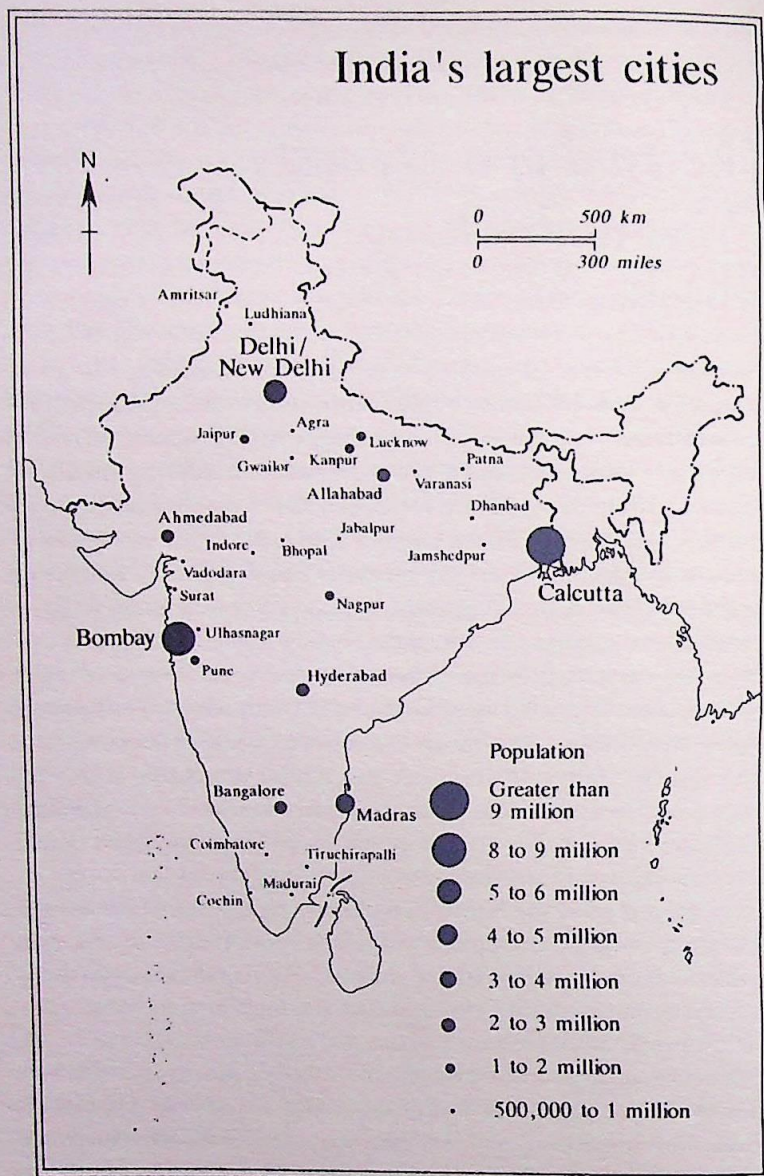 India's largest cities
N
0 500 km
0 300 miles
Amritsar
Ludhiana
Delhi/
New Delhi
Agra
Jaipur
Lucknow
Gwailor
Kanpur
Patna
Varanasi
Allahabad
Dhanbad
Ahmedabad
Jabalpur
Indore
Bhopal
Jamshedpur
Vadodara
Calcutta
Surat
Nagpur
Bombay
Ulhasnagar
Pune
Hyderabad
Bangalore
Madras
Coimbatore
Tiruchirapalli
Madurai
Cochin
Population
Greater than
9 million
8 to 9 million
5 to 6 million
4 to 5 million
3 to 4 million
2 to 3 million
1 to 2 million
500,000 to 1 million